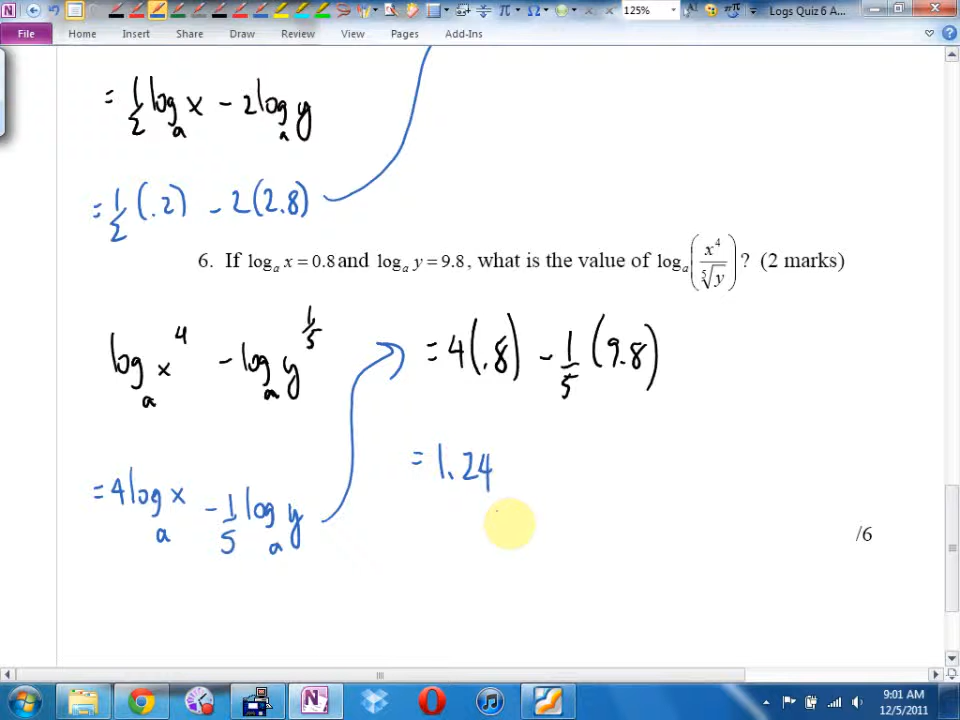 125%
Logs Quiz 6 A...
File Home Insert Share Draw Review View Pages Add-Ins
= 1/2 log_a x - 2 log_a y
= 1/2 (.2) - 2(2.8)
6. If log_a x = 0.8 and log_a y = 9.8, what is the value of log_a (x^4 / ⁵√y)? (2 marks)
log_a x^4 - log_a y^(1/5)
= 4(.8) - 1/5 (9.8)
= 1.24
= 4 log_a x - 1/5 log_a y
/6
9:01 AM
12/5/2011